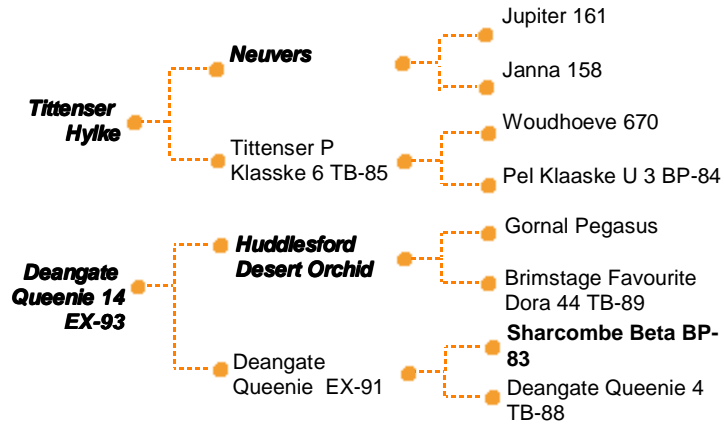 Jupiter 161
Neuvers
Janna 158
Tittenser
Hylke
Woudhoeve 670
Tittenser P
Klasske 6 TB-85
Pel Klaaske U 3 BP-84
Gornal Pegasus
Huddlesford
Desert Orchid
Deangate
Queenie 14
EX-93
Brimstage Favourite
Dora 44 TB-89
Sharcombe Beta BP-
83
Deangate
Queenie  EX-91
Deangate Queenie 4
TB-88